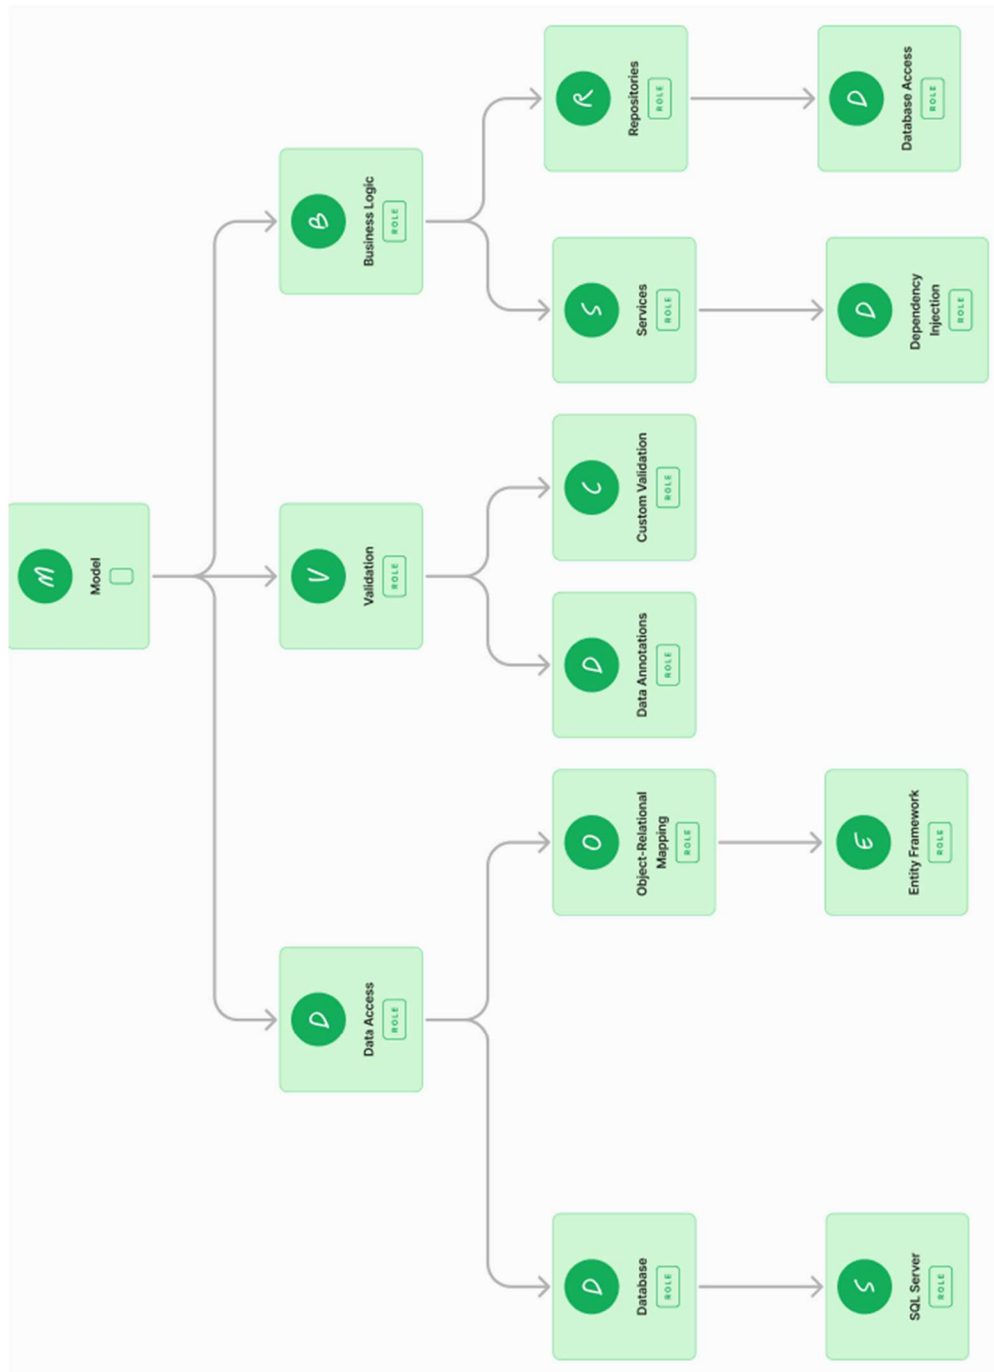 M
Model
D
Data Access
ROLE
V
Validation
ROLE
B
Business Logic
ROLE
D
Database
ROLE
O
Object-Relational
Mapping
ROLE
D
Data Annotations
ROLE
C
Custom Validation
ROLE
S
Services
ROLE
R
Repositories
ROLE
S
SQL Server
ROLE
E
Entity Framework
ROLE
D
Dependency
Injection
ROLE
D
Database Access
ROLE